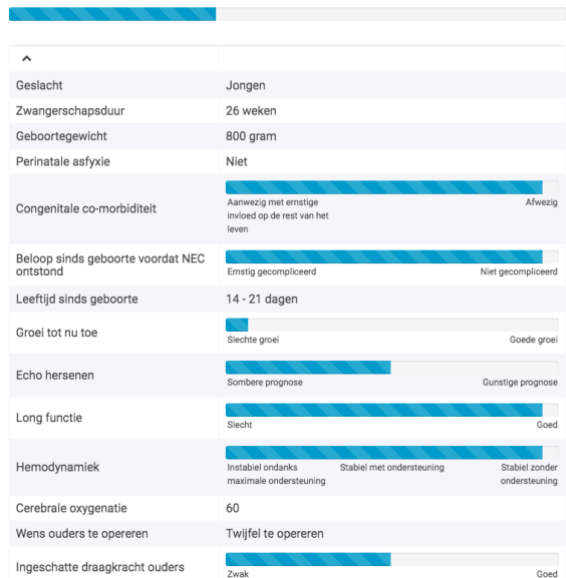 Geslacht Jongen
Zwangerschapsduur 26 weken
Geboortegewicht 800 gram
Perinatale asfyxie Niet
Congenitale co-morbiditeit
Aanwezig met ernstige Afwezig
invloed op de rest van het
leven
Beloop sinds geboorte voordat NEC
ontstond
Ernstig gecompliceerd Niet gecompliceerd
Leeftijd sinds geboorte 14 - 21 dagen
Groei tot nu toe
Slechte groei Goede groei
Echo hersenen
Sombere prognose Gunstige prognose
Long functie
Slecht Goed
Hemodynamiek
Instabiel ondanks Stabiel met ondersteuning Stabiel zonder
maximale ondersteuning ondersteuning
Cerebrale oxygenatie 60
Wens ouders te opereren Twijfel te opereren
Ingeschatte draagkracht ouders
Zwak Goed